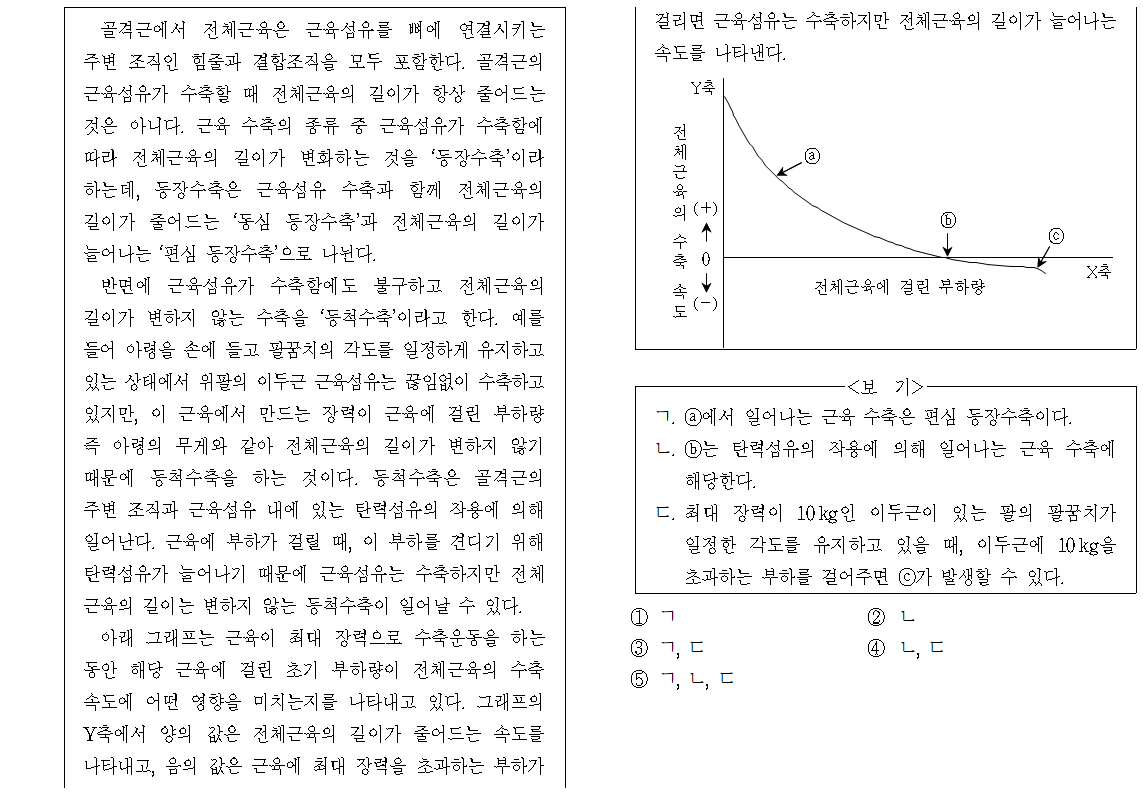 골격근에서 전체근육은 근육섬유를 뼈에 연결시키는
주변 조직인 힘줄과 결합조직을 모두 포함한다. 골격근의
근육섬유가 수축할 때 전체근육의 길이가 항상 줄어드는
것은 아니다. 근육 수축의 종류 중 근육섬유가 수축함에
따라 전체근육의 길이가 변화하는 것을 ‘등장수축’이라
하는데, 등장수축은 근육섬유 수축과 함께 전체근육의
길이가 줄어드는 ‘동심 등장수축’과 전체근육의 길이가
늘어나는 ‘편심 등장수축’으로 나뉜다.
반면에 근육섬유가 수축함에도 불구하고 전체근육의
길이가 변하지 않는 수축을 ‘등척수축’이라고 한다. 예를
들어 아령을 손에 들고 팔꿈치의 각도를 일정하게 유지하고
있는 상태에서 위팔의 이두근 근육섬유는 끊임없이 수축하고
있지만, 이 근육에서 만드는 장력이 근육에 걸린 부하량
즉 아령의 무게와 같아 전체근육의 길이가 변하지 않기
때문에 등척수축을 하는 것이다. 등척수축은 골격근의
주변 조직과 근육섬유 내에 있는 탄력섬유의 작용에 의해
일어난다. 근육에 부하가 걸릴 때, 이 부하를 견디기 위해
탄력섬유가 늘어나기 때문에 근육섬유는 수축하지만 전체
근육의 길이는 변하지 않는 등척수축이 일어날 수 있다.
아래 그래프는 근육이 최대 장력으로 수축운동을 하는
동안 해당 근육에 걸린 초기 부하량이 전체근육의 수축
속도에 어떤 영향을 미치는지를 나타내고 있다. 그래프의
Y축에서 양의 값은 전체근육의 길이가 줄어드는 속도를
나타내고, 음의 값은 근육에 최대 장력을 초과하는 부하가
걸리면 근육섬유는 수축하지만 전체근육의 길이가 늘어나는
속도를 나타낸다.
Y축
전체근육의 수축 속도
(+)
0
(-)
ⓐ
ⓑ
ⓒ
X축
전체근육에 걸린 부하량
<보 기>
ㄱ. ⓐ에서 일어나는 근육 수축은 편심 등장수축이다.
ㄴ. ⓑ는 탄력섬유의 작용에 의해 일어나는 근육 수축에
해당한다.
ㄷ. 최대 장력이 10kg인 이두근이 있는 팔의 팔꿈치가
일정한 각도를 유지하고 있을 때, 이두근에 10kg을
초과하는 부하를 걸어주면 ⓒ가 발생할 수 있다.
① ㄱ ② ㄴ
③ ㄱ, ㄷ ④ ㄴ, ㄷ
⑤ ㄱ, ㄴ, ㄷ